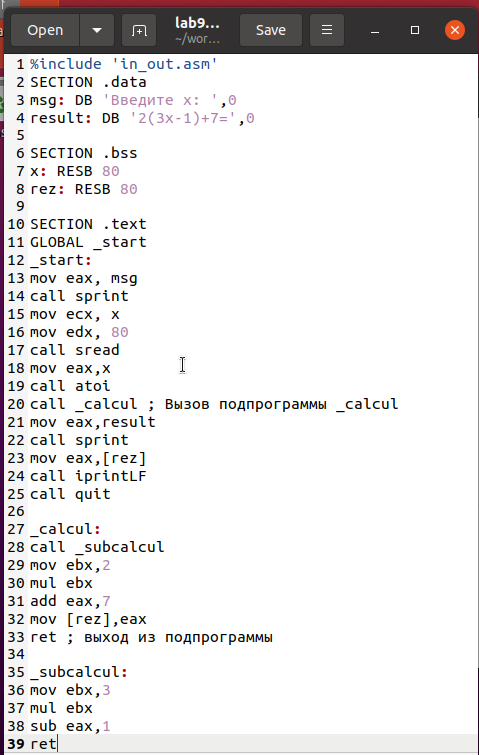 Open
lab9...
~/wor...
Save
1 %include 'in_out.asm'
2 SECTION .data
3 msg: DB 'Введите x: ',0
4 result: DB '2(3x-1)+7=',0
5
6 SECTION .bss
7 x: RESB 80
8 rez: RESB 80
9
10 SECTION .text
11 GLOBAL _start
12 _start:
13 mov eax, msg
14 call sprint
15 mov ecx, x
16 mov edx, 80
17 call sread
18 mov eax,x
19 call atoi
20 call _calcul ; Вызов подпрограммы _calcul
21 mov eax,result
22 call sprint
23 mov eax,[rez]
24 call iprintLF
25 call quit
26
27 _calcul:
28 call _subcalcul
29 mov ebx,2
30 mul ebx
31 add eax,7
32 mov [rez],eax
33 ret ; выход из подпрограммы
34
35 _subcalcul:
36 mov ebx,3
37 mul ebx
38 sub eax,1
39 ret